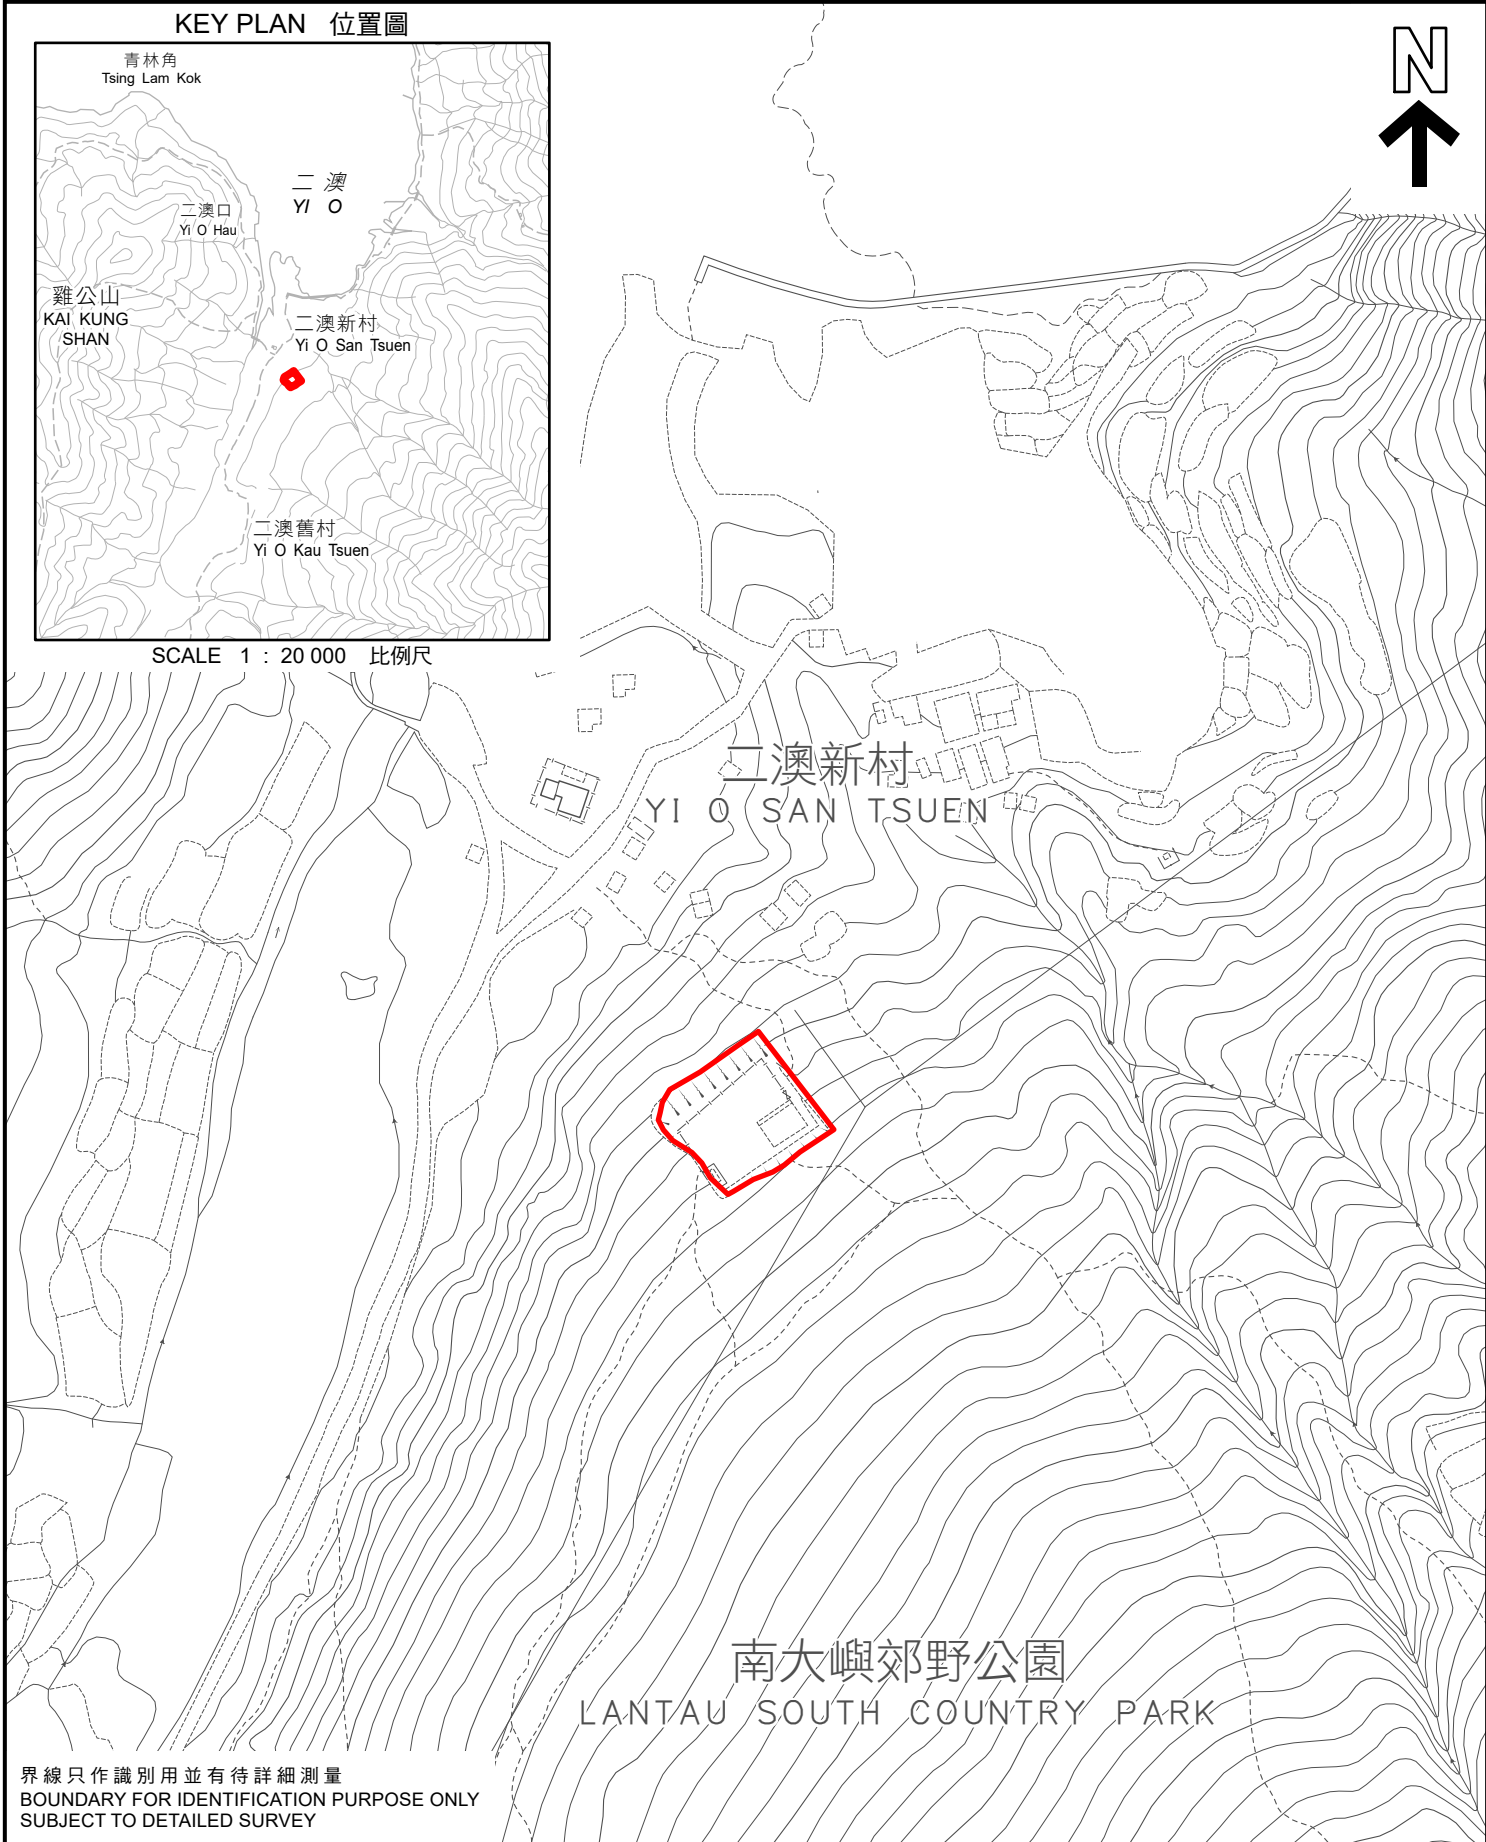 KEY PLAN 位置圖
N
青林角
Tsing Lam Kok
二澳
YI O
二澳口
Yi O Hau
雞公山
KAI KUNG
SHAN
二澳新村
Yi O San Tsuen
二澳舊村
Yi O Kau Tsuen
SCALE 1 : 20 000 比例尺
二澳新村
YI O SAN TSUEN
南大嶼郊野公園
LANTAU SOUTH COUNTRY PARK
界線只作識別用並有待詳細測量
BOUNDARY FOR IDENTIFICATION PURPOSE ONLY
SUBJECT TO DETAILED SURVEY